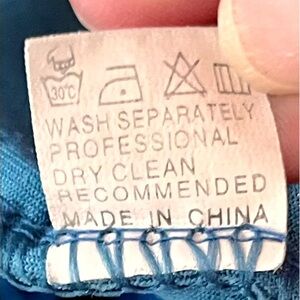 30°C
WASH SEPARATELY
PROFESSIONAL
DRY CLEAN
RECOMMENDED
MADE IN CHINA